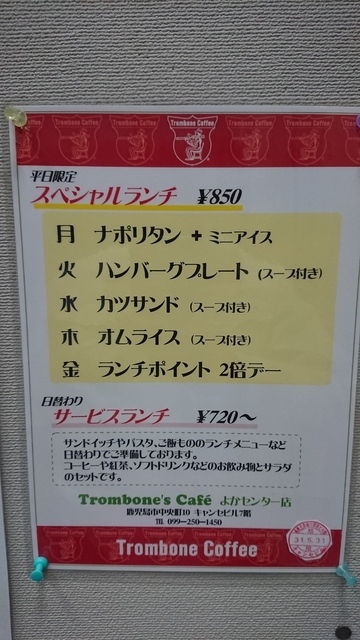 Trombone Coffee
平日限定
スペシャルランチ ¥850
月 ナポリタン + ミニアイス
火 ハンバーグプレート (スープ付き)
水 カツサンド (スープ付き)
木 オムライス (スープ付き)
金 ランチポイント 2倍デー
日替わり
サービスランチ ¥720〜
サンドイッチやパスタ、ご飯もののランチメニューなど
日替わりでご準備しております。
コーヒーや紅茶、ソフトドリンクなどのお飲み物とサラダ
のセットです。
Trombone's Café よかセンター店
鹿児島市中央町10 キャンセビル7階
TEL 099-250-1450
Trombone Coffee
31.5.31